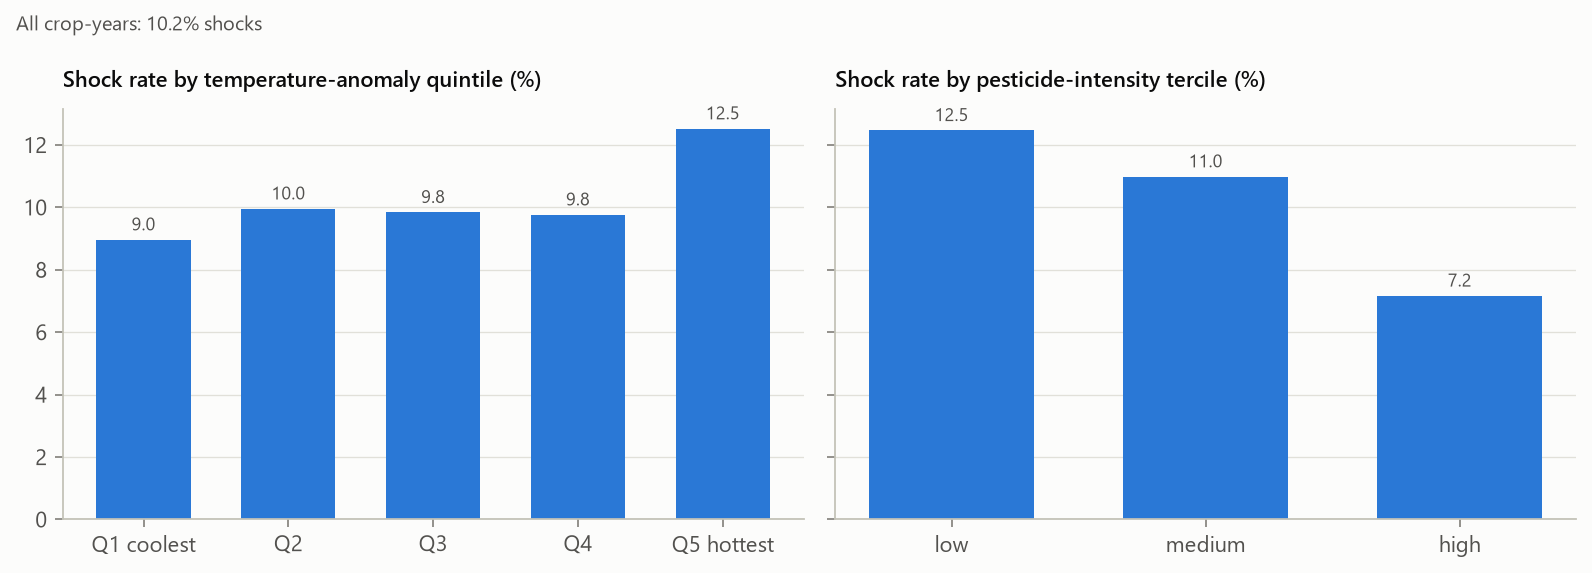 All crop-years: 10.2% shocks
Shock rate by temperature-anomaly quintile (%)
12.5
12
10.0
9.8
9.8
10
9.0
8
6
4
2
0
Q1 coolest
Q2
Q3
Q4
Q5 hottest
Shock rate by pesticide-intensity tercile (%)
12.5
11.0
7.2
low
medium
high